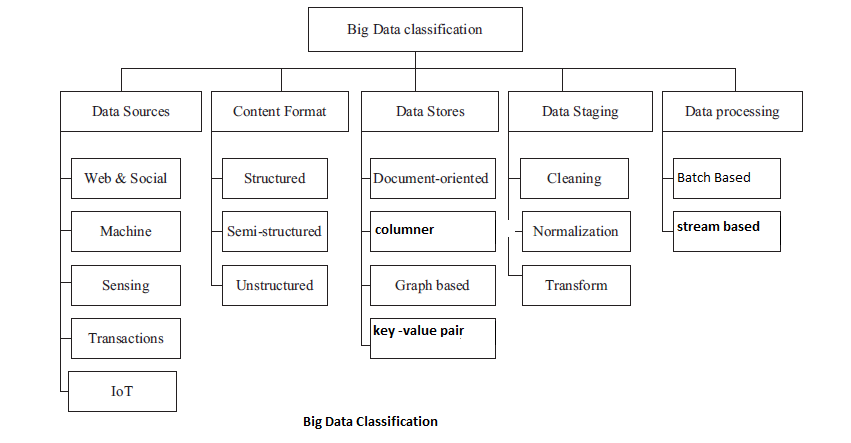 Big Data classification
Data Sources
Content Format
Data Stores
Data Staging
Data processing
Web & Social
Structured
Document-oriented
Cleaning
Batch Based
Machine
Semi-structured
columner
Normalization
stream based
Sensing
Unstructured
Graph based
Transform
Transactions
key -value pair
IoT
Big Data Classification